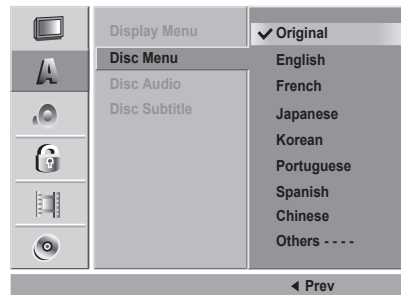 Display Menu
Disc Menu
Disc Audio
Disc Subtitle
Original
English
French
Japanese
Korean
Portuguese
Spanish
Chinese
Others - - - -
◀ Prev